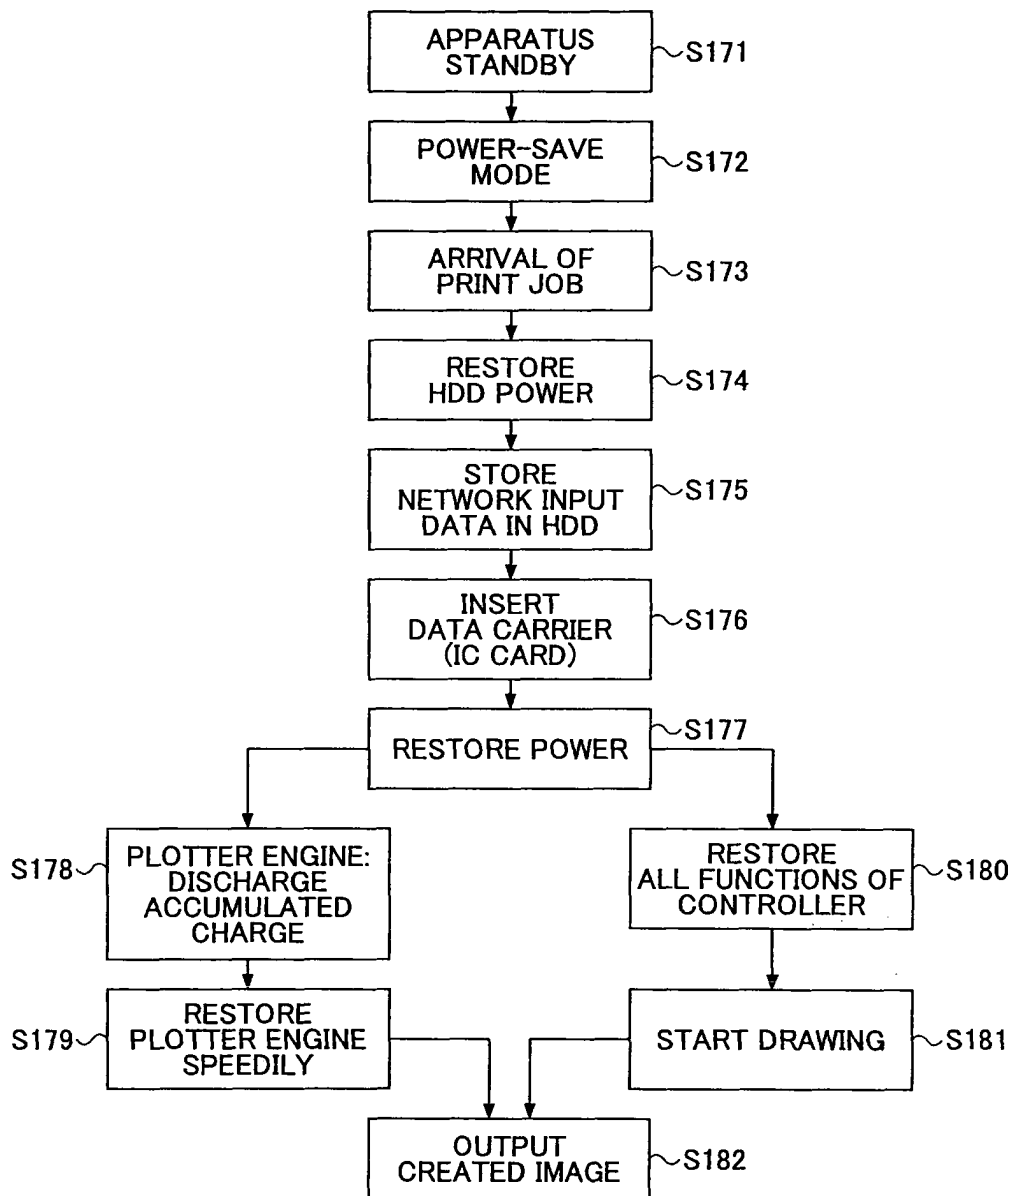 APPARATUS
STANDBY
S171
POWER-SAVE
MODE
S172
ARRIVAL OF
PRINT JOB
S173
RESTORE
HDD POWER
S174
STORE
NETWORK INPUT
DATA IN HDD
S175
INSERT
DATA CARRIER
(IC CARD)
S176
RESTORE POWER
S177
S178
PLOTTER ENGINE:
DISCHARGE
ACCUMULATED
CHARGE
RESTORE
ALL FUNCTIONS OF
CONTROLLER
S180
S179
RESTORE
PLOTTER ENGINE
SPEEDILY
START DRAWING
S181
OUTPUT
CREATED IMAGE
S182